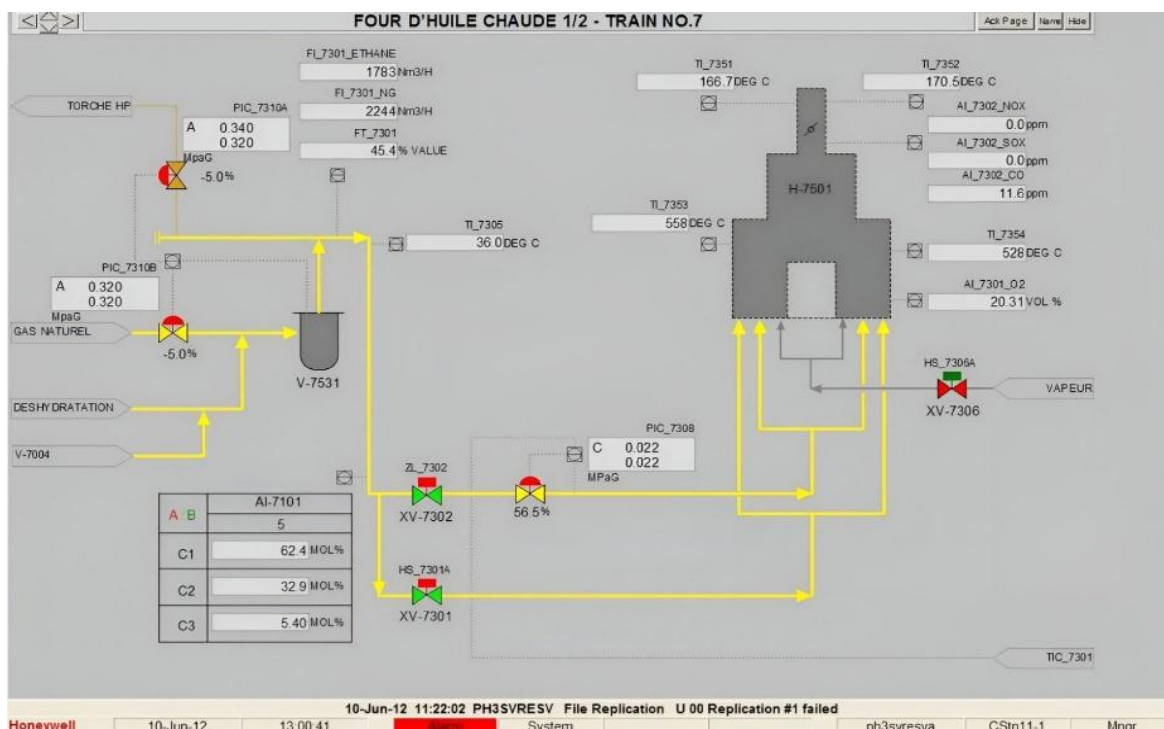 FOUR D'HUILE CHAUDE 1/2 - TRAIN NO.7
Ack Page Name Hide
FI_7301_ETHANE
1783 Nm3/H
FI_7301_NG
2244 Nm3/H
FT_7301
45.4 % VALUE
TORCHE HP
PIC_7310A
A 0.340
0.320
MpaG
-5.0%
TI_7305
36.0 DEG C
PIC_7310B
A 0.320
0.320
MpaG
GAS NATUREL
-5.0%
V-7531
DESHYDRATATION
V-7004
TI_7351
166.7 DEG C
TI_7352
170.5 DEG C
AI_7302_NOX
0.0 ppm
AI_7302_SOX
0.0 ppm
AI_7302_CO
11.6 ppm
H-7501
TI_7353
558 DEG C
TI_7354
528 DEG C
AI_7301_O2
20.31 VOL %
HS_7306A
XV-7306
VAPEUR
PIC_7308
C 0.022
0.022
MPaG
ZL_7302
XV-7302
56.5%
HS_7301A
XV-7301
TIC_7301
A/B AI-7101
5
C1 62.4 MOL%
C2 32.9 MOL%
C3 5.40 MOL%
10-Jun-12 11:22:02 PH3SVRESV File Replication U 00 Replication #1 failed
Honeywell 10-Jun-12 13:00:41 Alarm System ph3svresva CStn11-1 Mngr